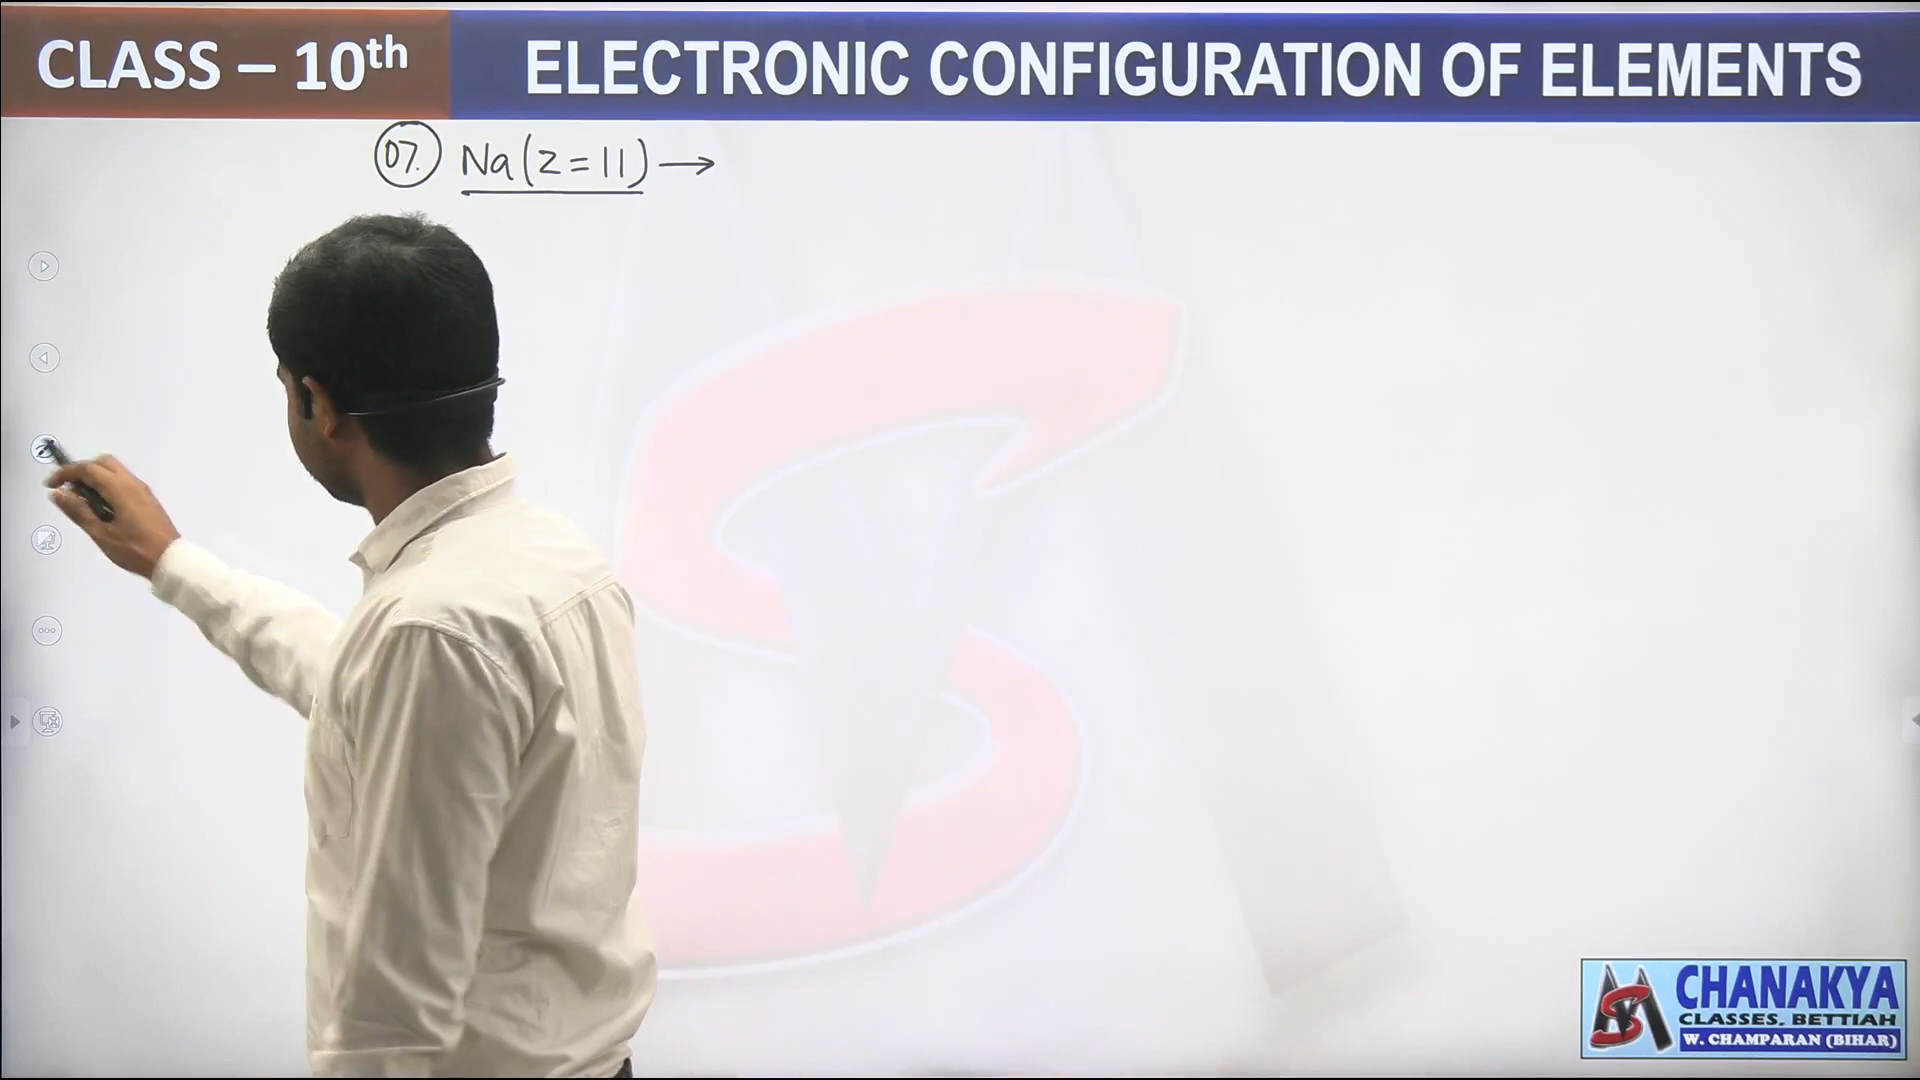 CLASS – 10th
ELECTRONIC CONFIGURATION OF ELEMENTS
07. Na(Z=11)→
CHANAKYA
CLASSES, BETTIAH
W. CHAMPARAN (BIHAR)